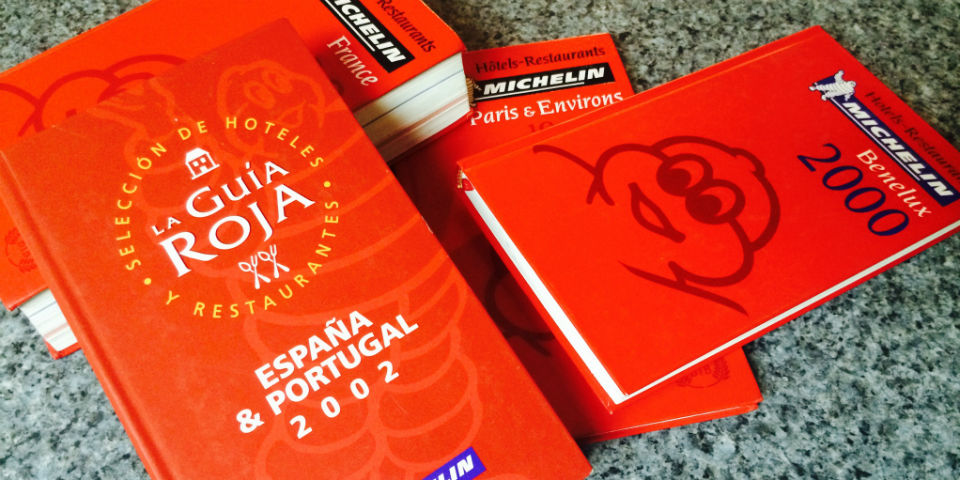 Restaurants
MICHELIN
France
Hôtels-Restaurants
MICHELIN
Paris & Environs
Hôtels-Restaurants
MICHELIN
Benelux
2000
SELECCIÓN DE HOTELES
LA GUÍA
ROJA
Y RESTAURANTES
ESPAÑA
& PORTUGAL
2002